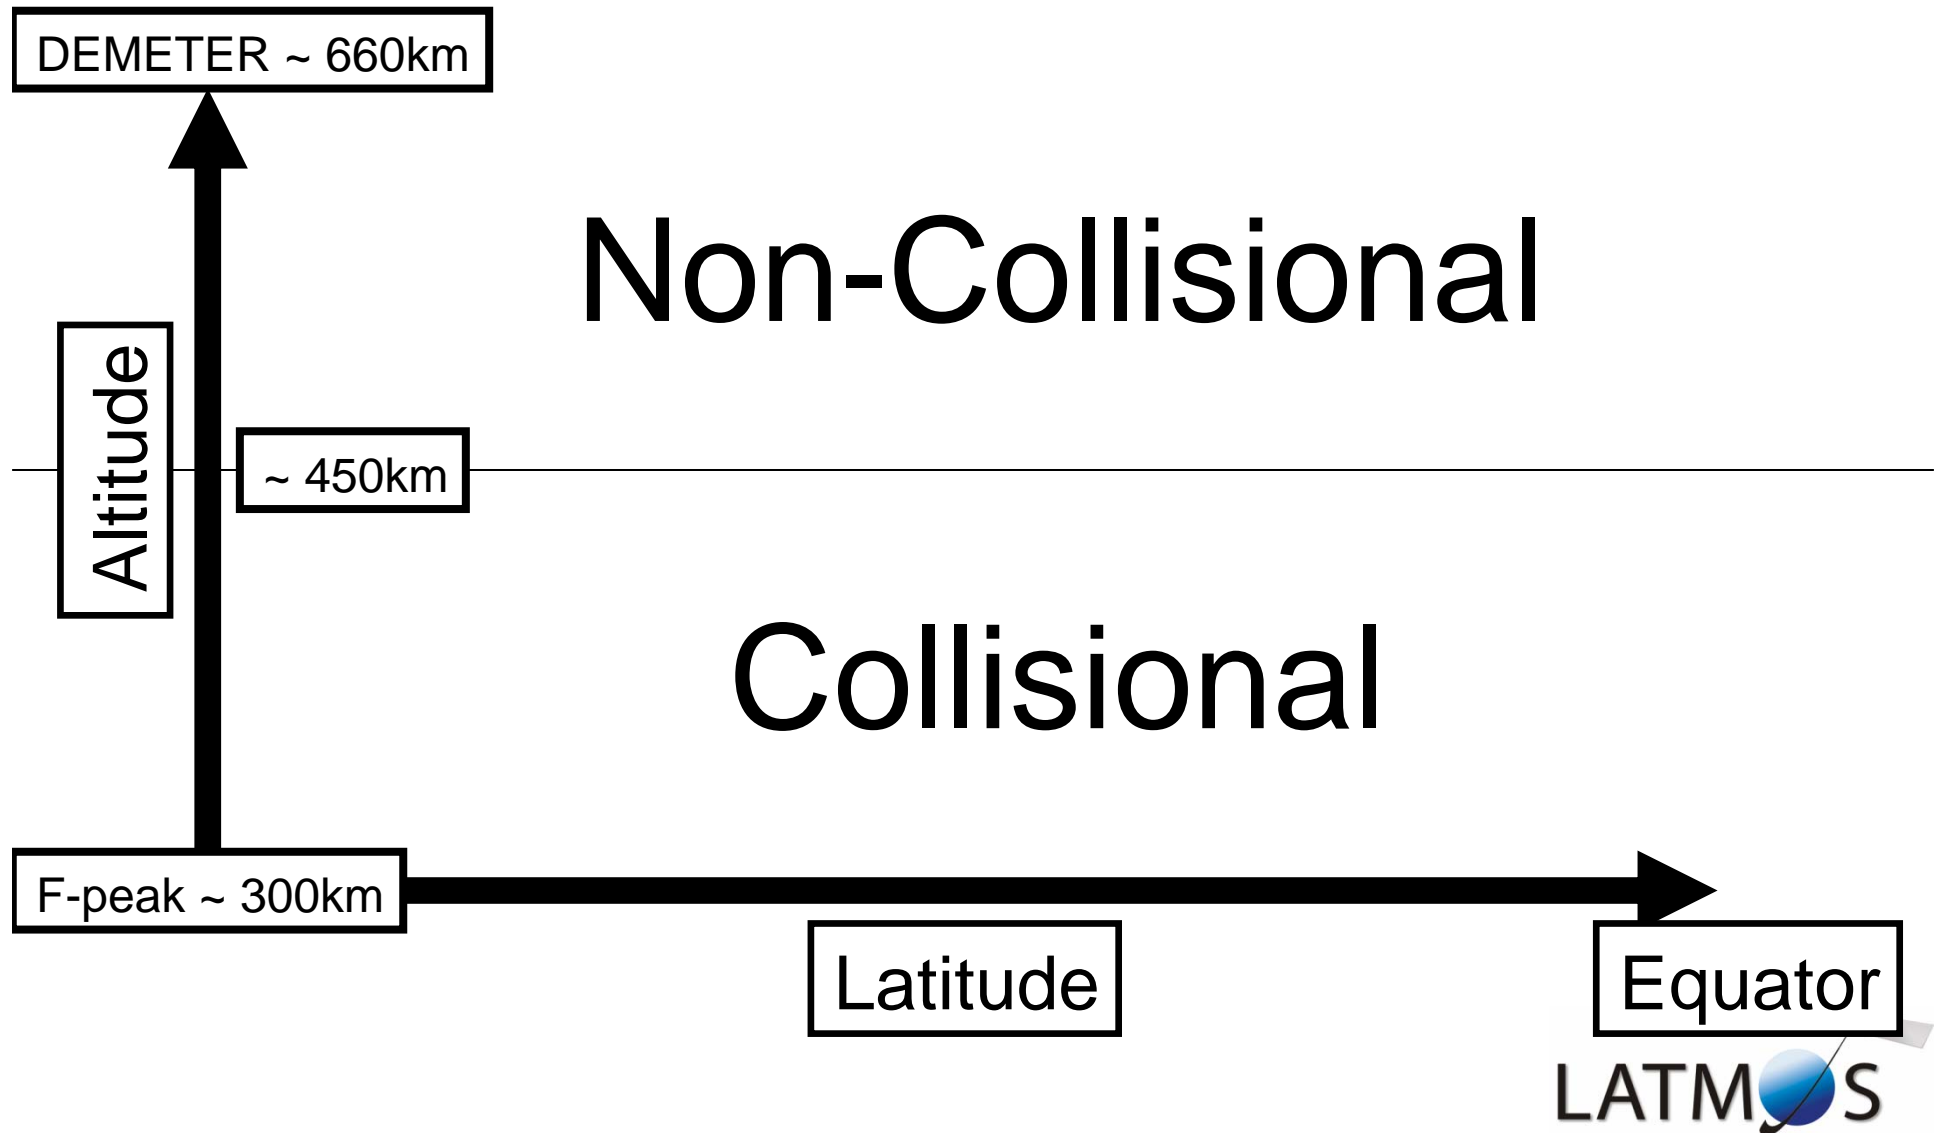 DEMETER ~ 660km
Non-Collisional
Altitude
~ 450km
Collisional
F-peak ~ 300km
Latitude
Equator
LATMOS